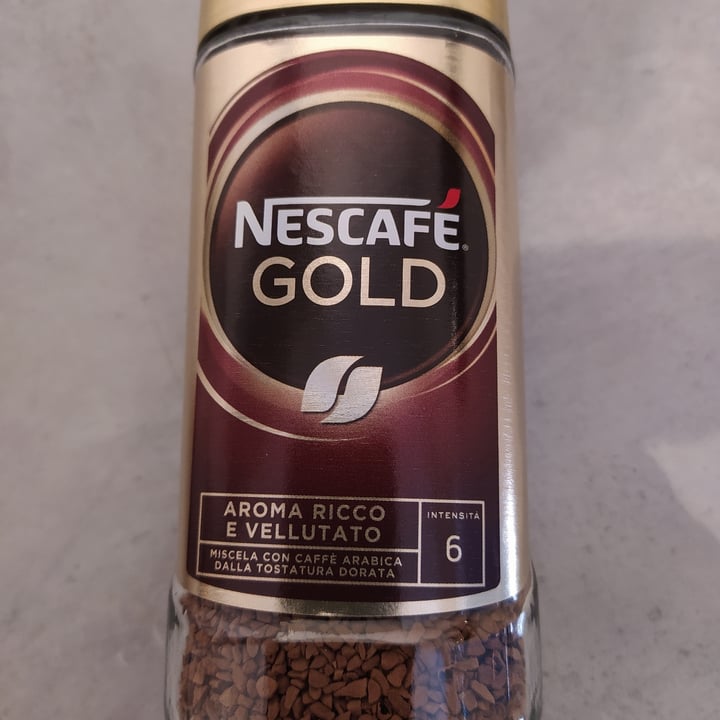 NESCAFÉ®
GOLD
AROMA RICCO
E VELLUTATO
MISCELA CON CAFFÈ ARABICA
DALLA TOSTATURA DORATA
INTENSITÀ
6